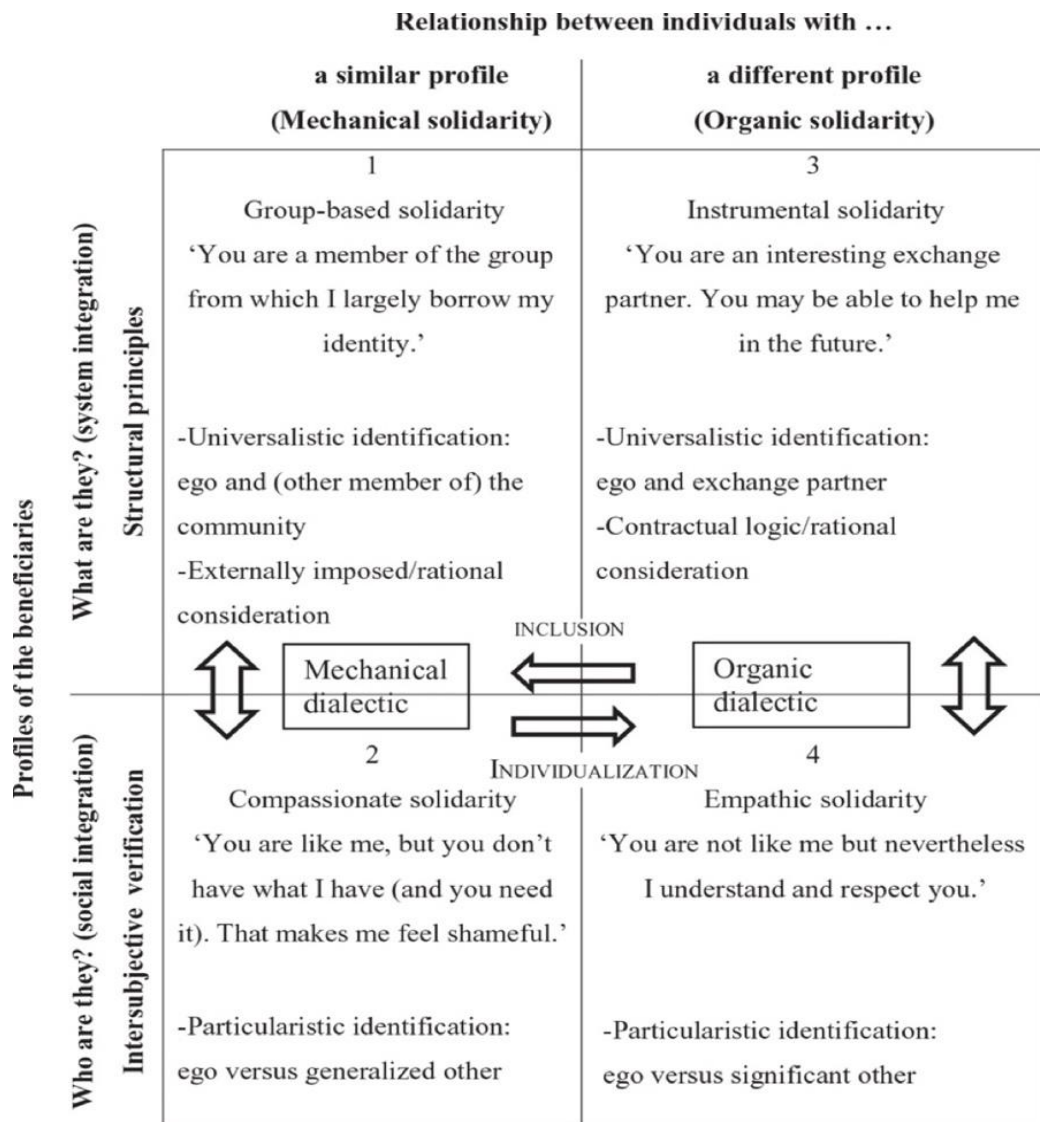 Relationship between individuals with …
a similar profile
(Mechanical solidarity)
a different profile
(Organic solidarity)
Profiles of the beneficiaries
What are they? (system integration)
Structural principles
1
Group-based solidarity
‘You are a member of the group
from which I largely borrow my
identity.’
-Universalistic identification:
ego and (other member of) the
community
-Externally imposed/rational
consideration
3
Instrumental solidarity
‘You are an interesting exchange
partner. You may be able to help me
in the future.’
-Universalistic identification:
ego and exchange partner
-Contractual logic/rational
consideration
INCLUSION
Mechanical
dialectic
Organic
dialectic
INDIVIDUALIZATION
Who are they? (social integration)
Intersubjective verification
2
Compassionate solidarity
‘You are like me, but you don’t
have what I have (and you need
it). That makes me feel shameful.’
-Particularistic identification:
ego versus generalized other
4
Empathic solidarity
‘You are not like me but nevertheless
I understand and respect you.’
-Particularistic identification:
ego versus significant other